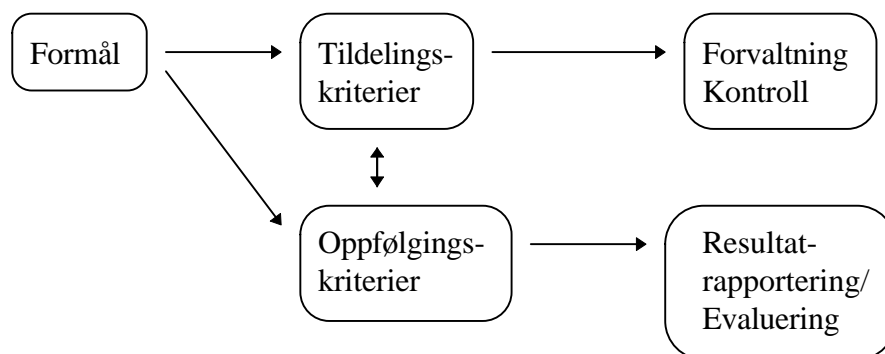 Formål
Tildelings-
kriterier
Forvaltning
Kontroll
Oppfølgings-
kriterier
Resultat-
rapportering/
Evaluering